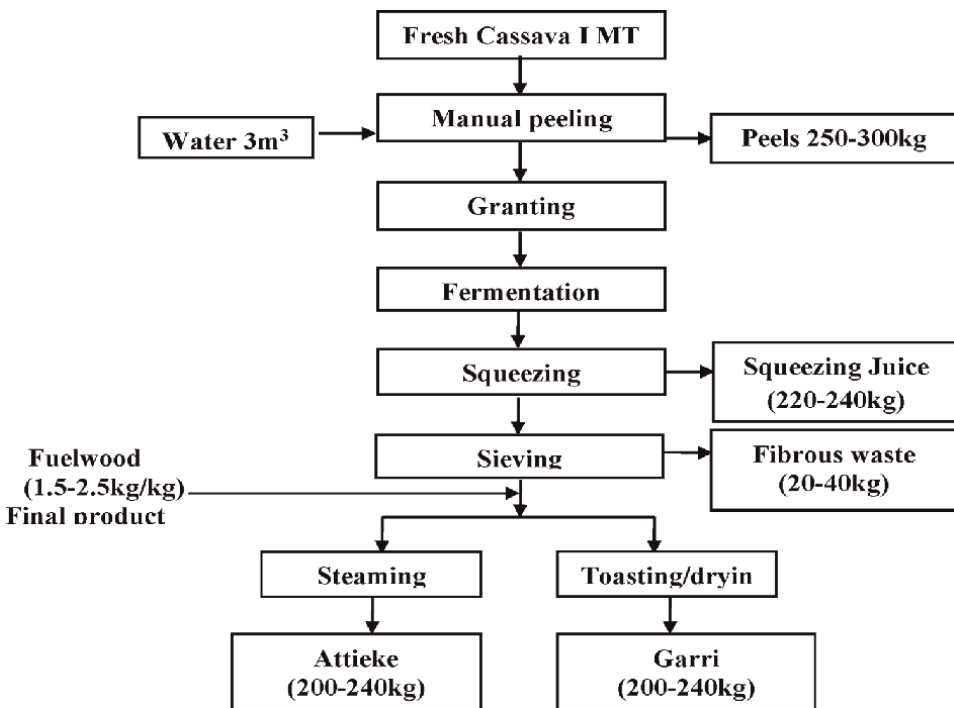 Fresh Cassava I MT
Manual peeling
Water 3m³
Peels 250-300kg
Granting
Fermentation
Squeezing
Squeezing Juice
(220-240kg)
Sieving
Fibrous waste
(20-40kg)
Fuelwood
(1.5-2.5kg/kg)
Final product
Steaming
Toasting/dryin
Attieke
(200-240kg)
Garri
(200-240kg)